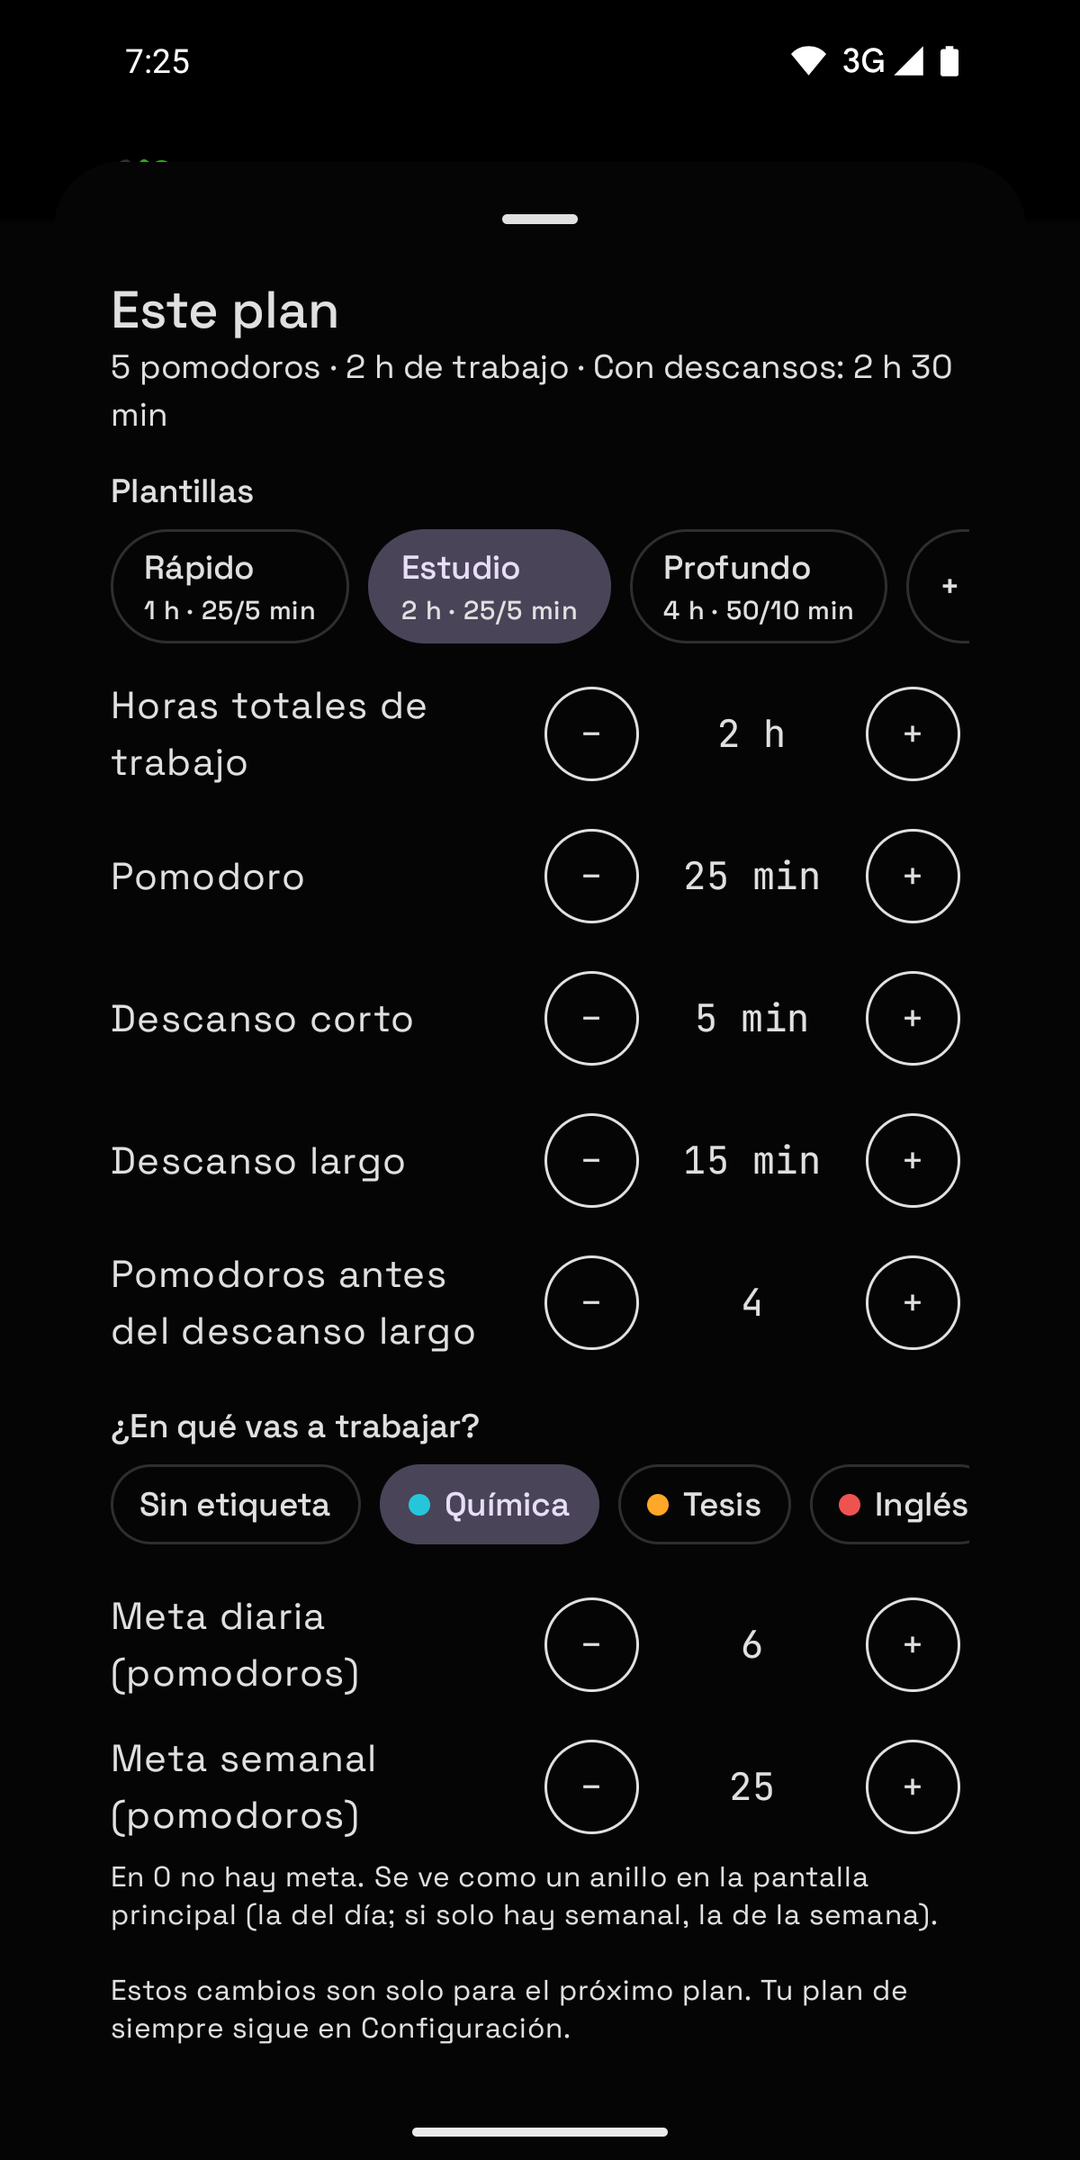 7:25
3G
Este plan
5 pomodoros · 2 h de trabajo · Con descansos: 2 h 30
min
Plantillas
Rápido
1 h · 25/5 min
Estudio
2 h · 25/5 min
Profundo
4 h · 50/10 min
+
Horas totales de
trabajo
− 2 h +
Pomodoro
− 25 min +
Descanso corto
− 5 min +
Descanso largo
− 15 min +
Pomodoros antes
del descanso largo
− 4 +
¿En qué vas a trabajar?
Sin etiqueta
Química
Tesis
Inglés
Meta diaria
(pomodoros)
− 6 +
Meta semanal
(pomodoros)
− 25 +
En 0 no hay meta. Se ve como un anillo en la pantalla
principal (la del día; si solo hay semanal, la de la semana).
Estos cambios son solo para el próximo plan. Tu plan de
siempre sigue en Configuración.